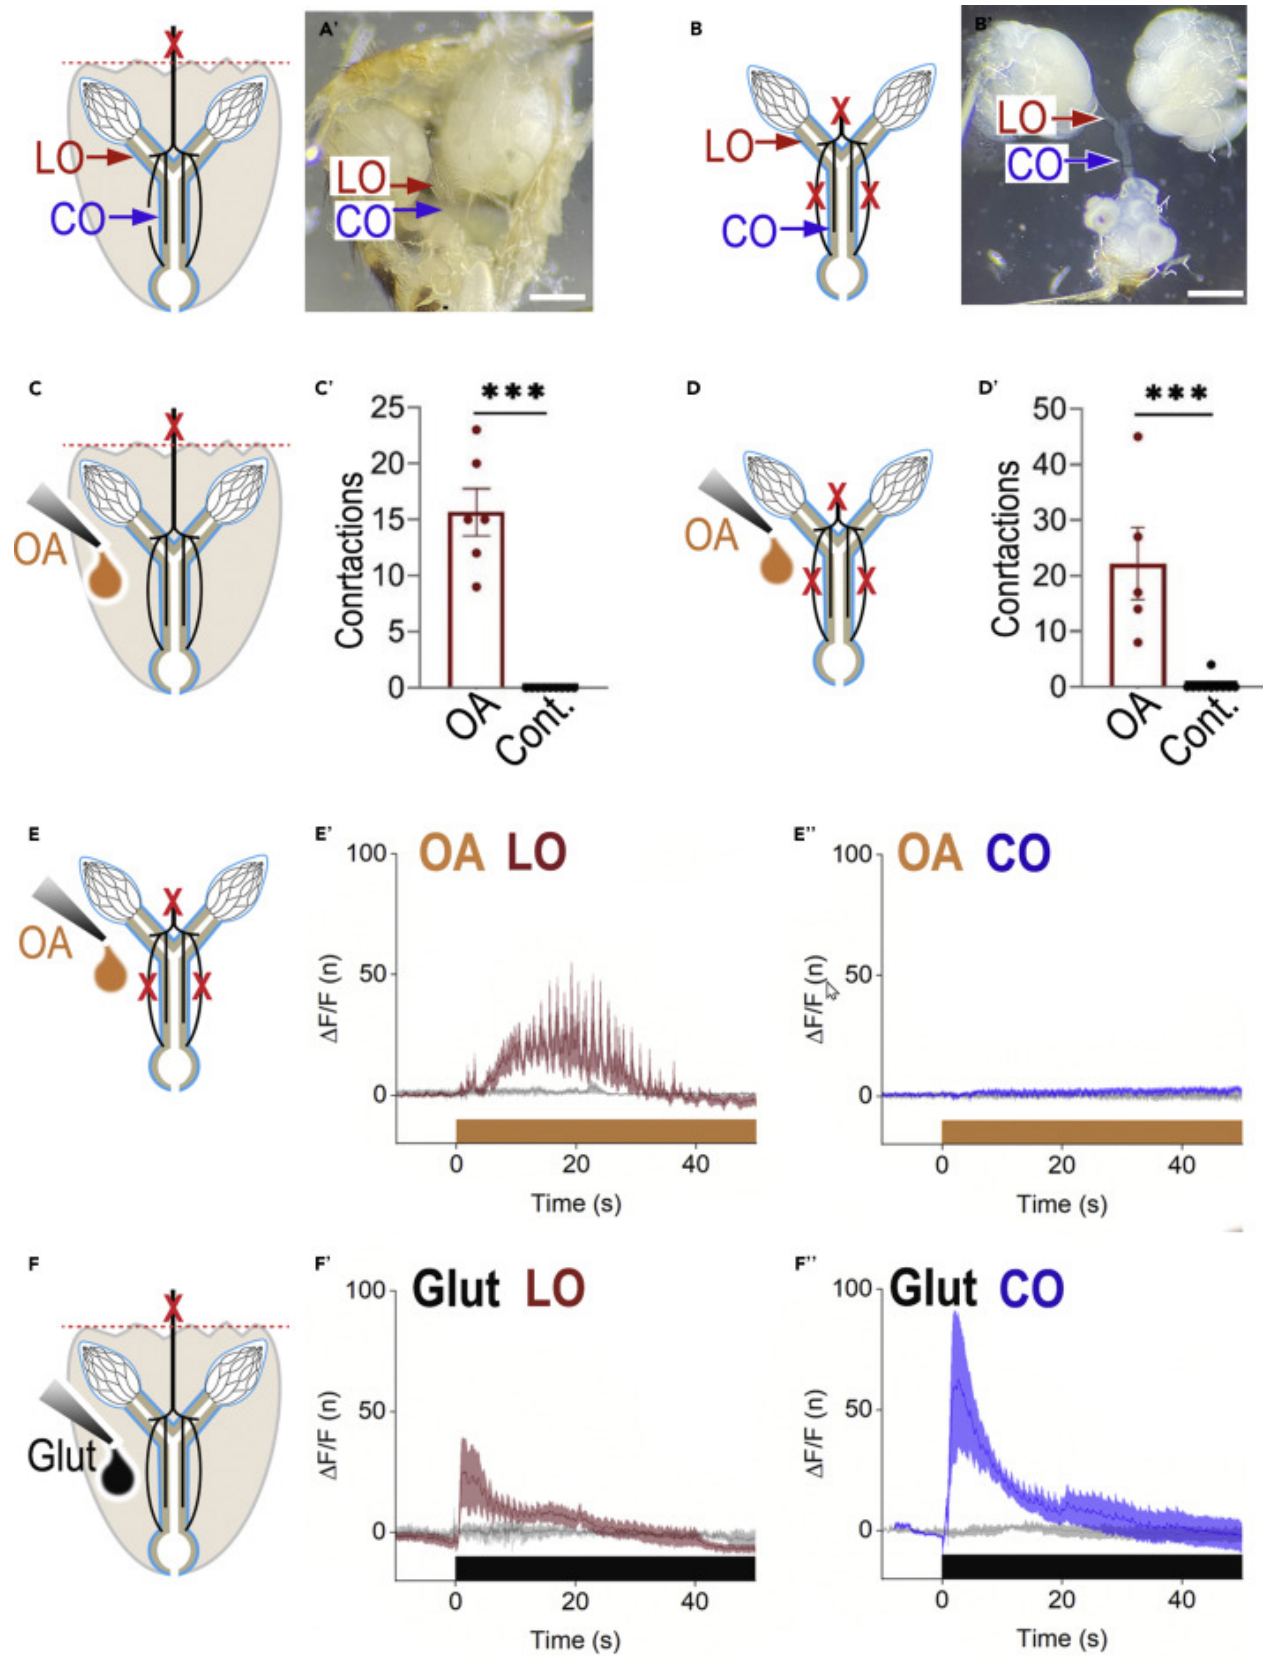 A'
B
B'
LO
CO
LO
CO
LO
CO
LO
CO
C
C'
D
D'
***
***
25
20
15
10
5
0
Conrtactions
OA
OA
Cont.
50
40
30
20
10
0
Conrtactions
OA
OA
Cont.
E
E'
E''
OA
OA LO
100
50
0
ΔF/F (n)
0 20 40
Time (s)
OA CO
100
50
0
ΔF/F (n)
0 20 40
Time (s)
F
F'
F''
Glut
Glut LO
100
50
0
ΔF/F (n)
0 20 40
Time (s)
Glut CO
100
50
0
ΔF/F (n)
0 20 40
Time (s)
X
X
X
X
X
X
X
X
X
X
X
X